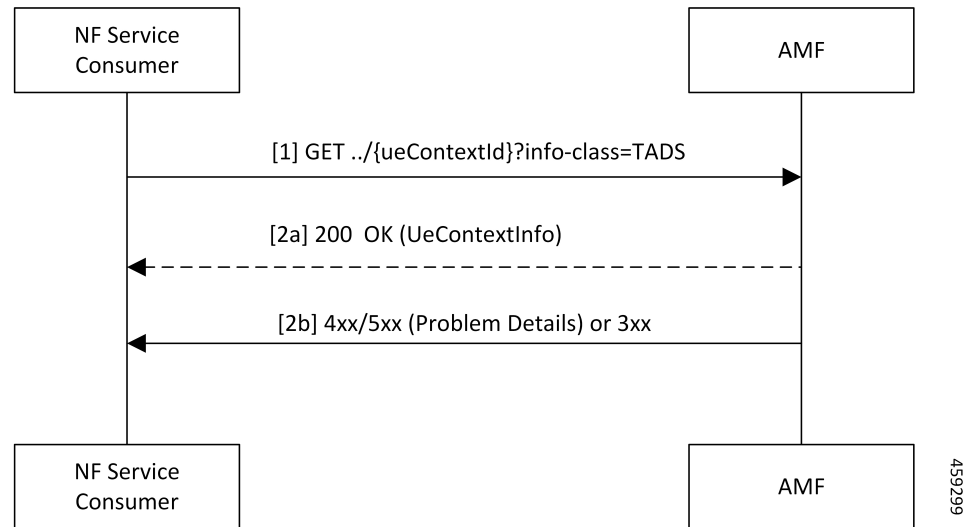 NF Service
Consumer
AMF
[1] GET ../{ueContextId}?info-class=TADS
[2a] 200  OK (UeContextInfo)
[2b] 4xx/5xx (Problem Details) or 3xx
NF Service
Consumer
AMF
459299